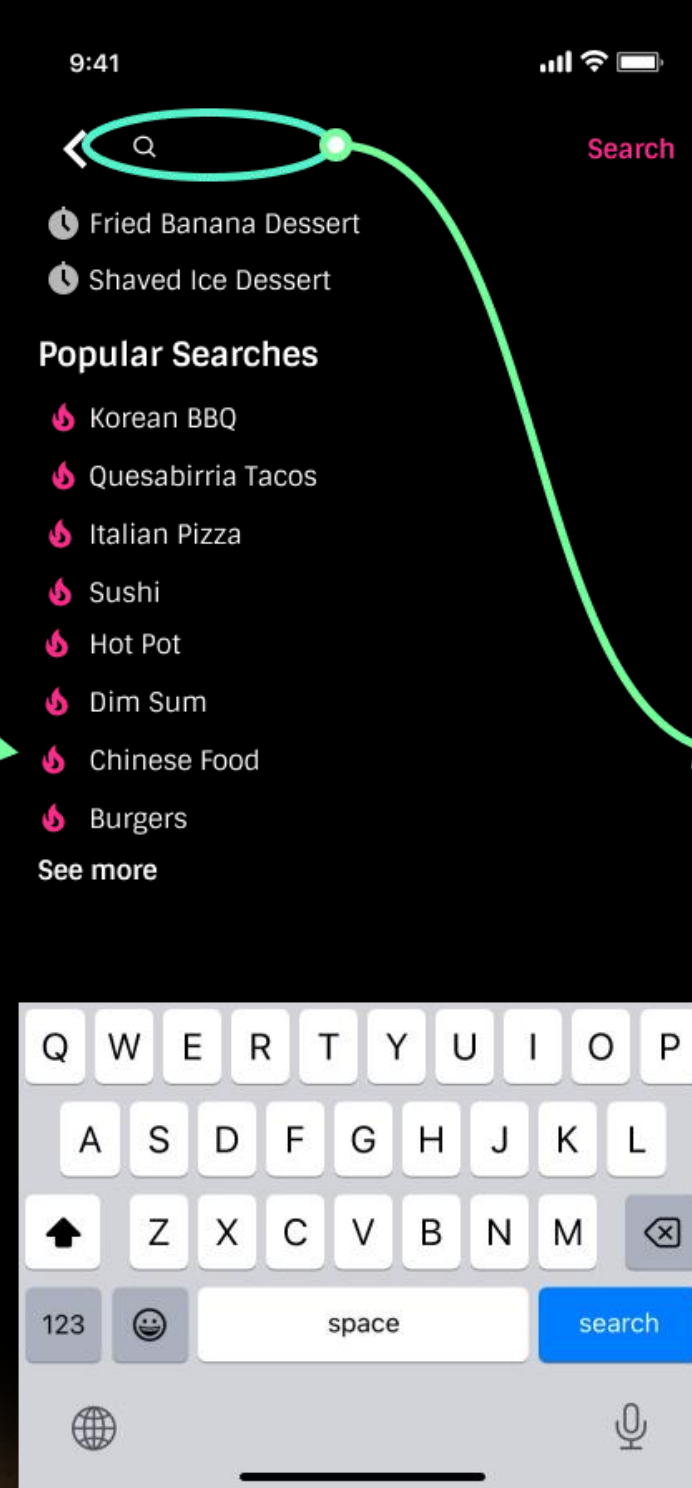 9:41
Search
Fried Banana Dessert
Shaved Ice Dessert
Popular Searches
Korean BBQ
Quesabirria Tacos
Italian Pizza
Sushi
Hot Pot
Dim Sum
Chinese Food
Burgers
See more
Q W E R T Y U I O P
A S D F G H J K L
Z X C V B N M
123 space search